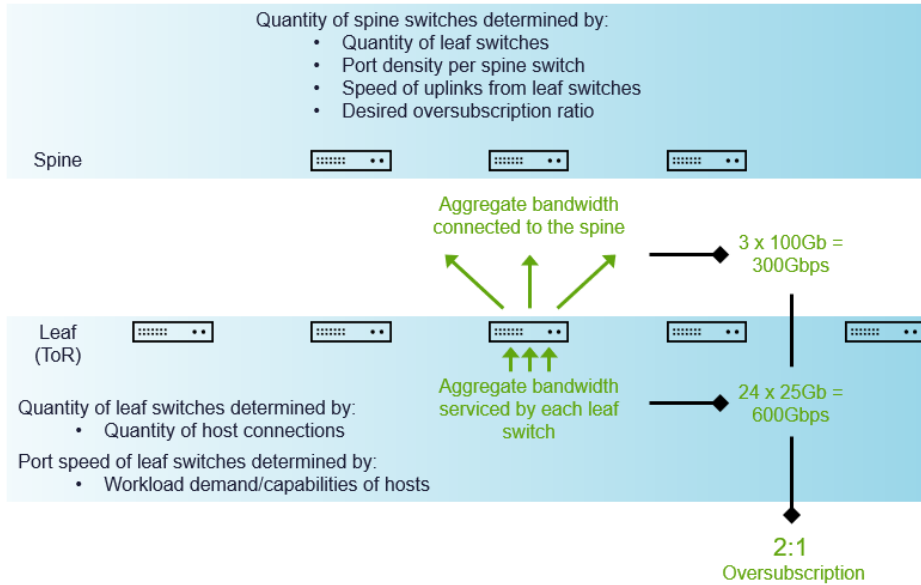 Quantity of spine switches determined by:
• Quantity of leaf switches
• Port density per spine switch
• Speed of uplinks from leaf switches
• Desired oversubscription ratio
Spine
Aggregate bandwidth
connected to the spine
3 x 100Gb =
300Gbps
Leaf
(ToR)
Aggregate bandwidth
serviced by each leaf
switch
24 x 25Gb =
600Gbps
Quantity of leaf switches determined by:
• Quantity of host connections
Port speed of leaf switches determined by:
• Workload demand/capabilities of hosts
2:1
Oversubscription